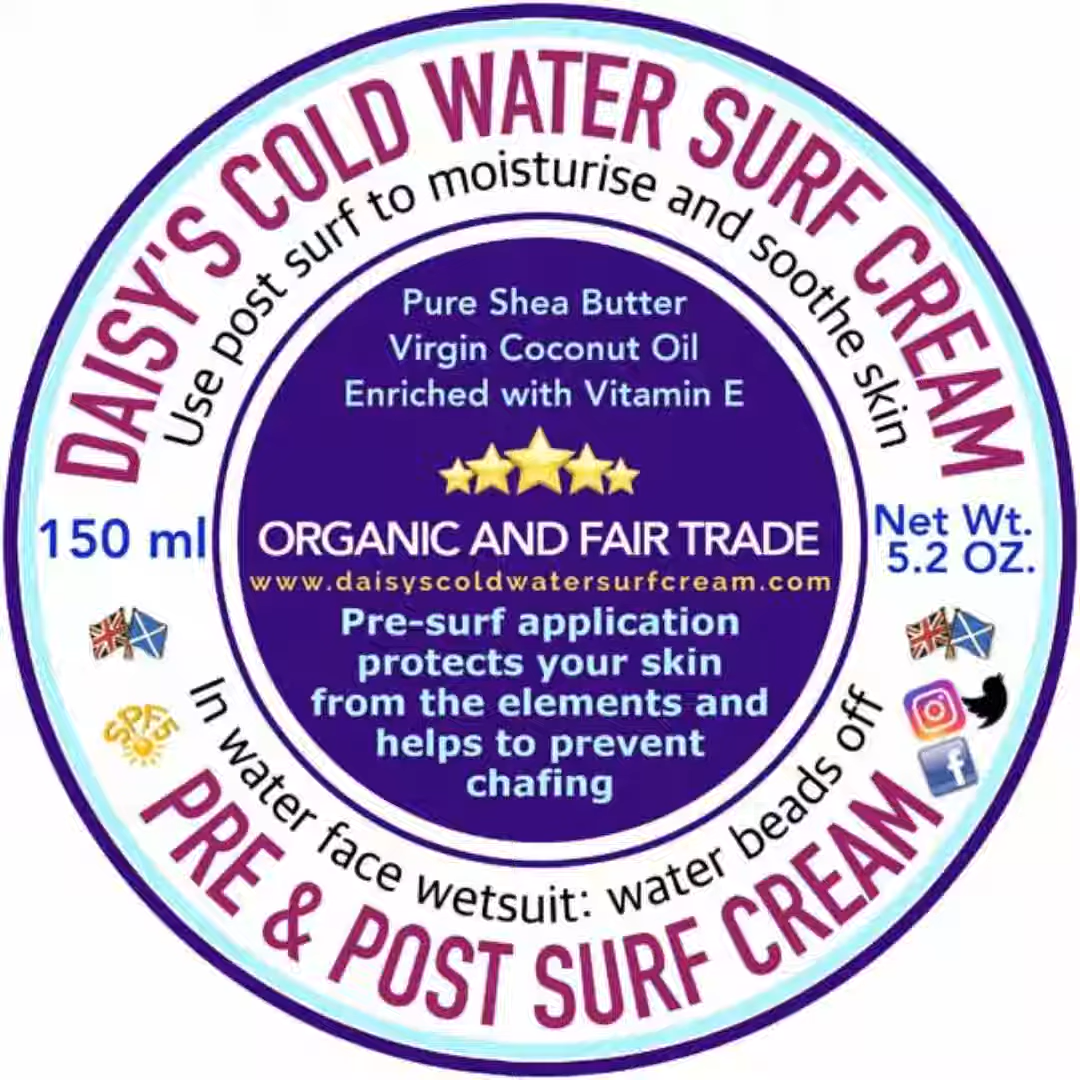 DAISY'S COLD WATER SURF CREAM
Use post surf to moisturise and soothe skin
Pure Shea Butter
Virgin Coconut Oil
Enriched with Vitamin E
150 ml
ORGANIC AND FAIR TRADE
Net Wt.
5.2 OZ.
www.daisyscoldwatersurfcream.com
Pre-surf application
protects your skin
from the elements and
helps to prevent
chafing
SPF5
In water face wetsuit: water beads off
PRE & POST SURF CREAM